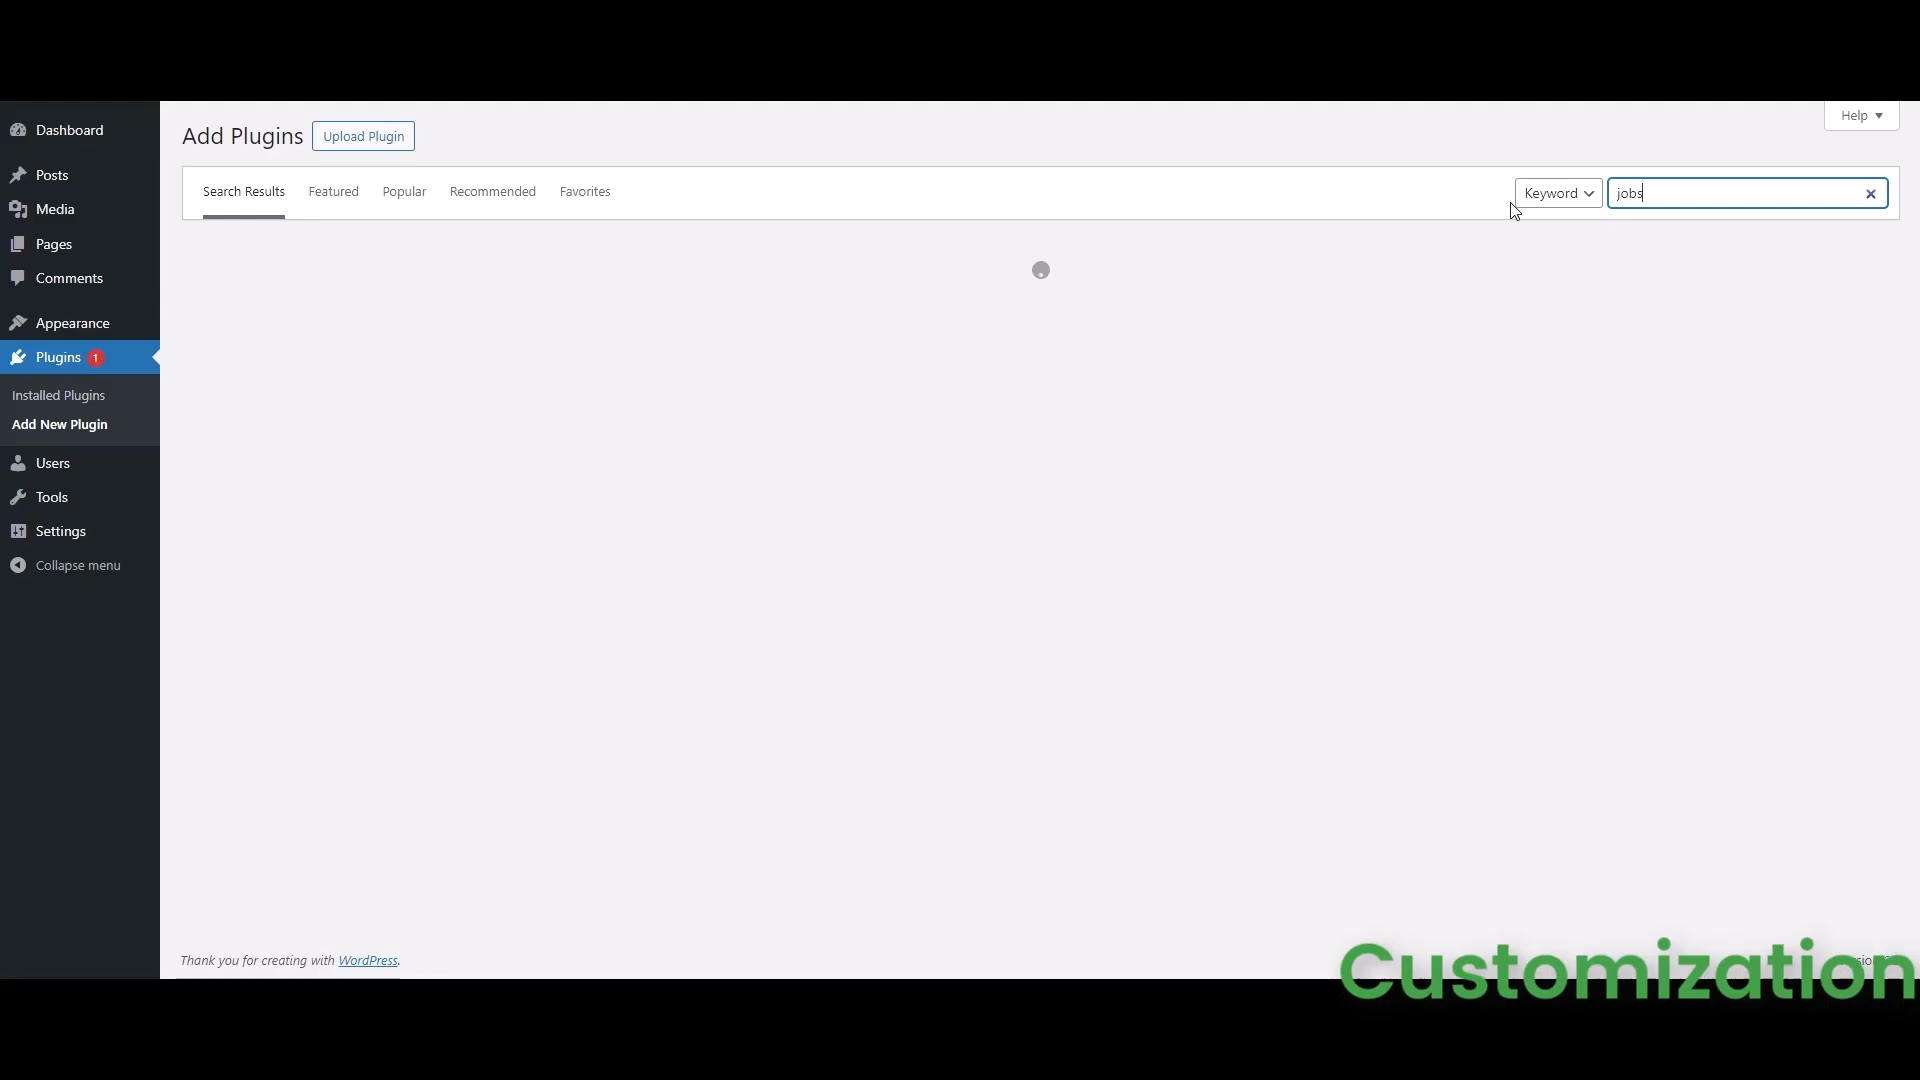 Dashboard
Posts
Media
Pages
Comments
Appearance
Plugins 1
Installed Plugins
Add New Plugin
Users
Tools
Settings
Collapse menu
Help
Add Plugins Upload Plugin
Search Results Featured Popular Recommended Favorites Keyword jobs
Thank you for creating with WordPress.
Customization